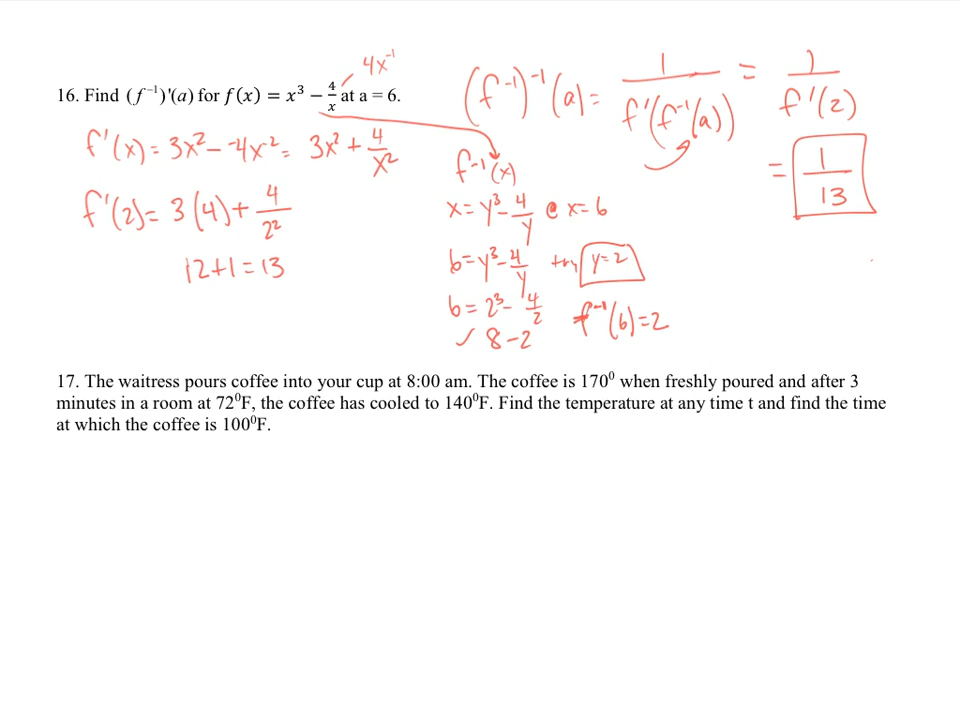 4x⁻¹
16. Find (f⁻¹)'(a) for f(x) = x³ − 4/x at a = 6.
f'(x) = 3x² − -4x⁻² = 3x² + 4/x²
f'(2) = 3(4) + 4/2²
12+1 = 13
(f⁻¹)⁻¹(a) = 1/f'(f⁻¹(a)) = 1/f'(2)
= 1/13
f⁻¹(x)
x = y³ - 4/y @ x = 6
6 = y³ - 4/y try y = 2
6 = 2³ - 4/2 f⁻¹(6) = 2
✓ 8-2
17. The waitress pours coffee into your cup at 8:00 am. The coffee is 170⁰ when freshly poured and after 3
minutes in a room at 72⁰F, the coffee has cooled to 140⁰F. Find the temperature at any time t and find the time
at which the coffee is 100⁰F.